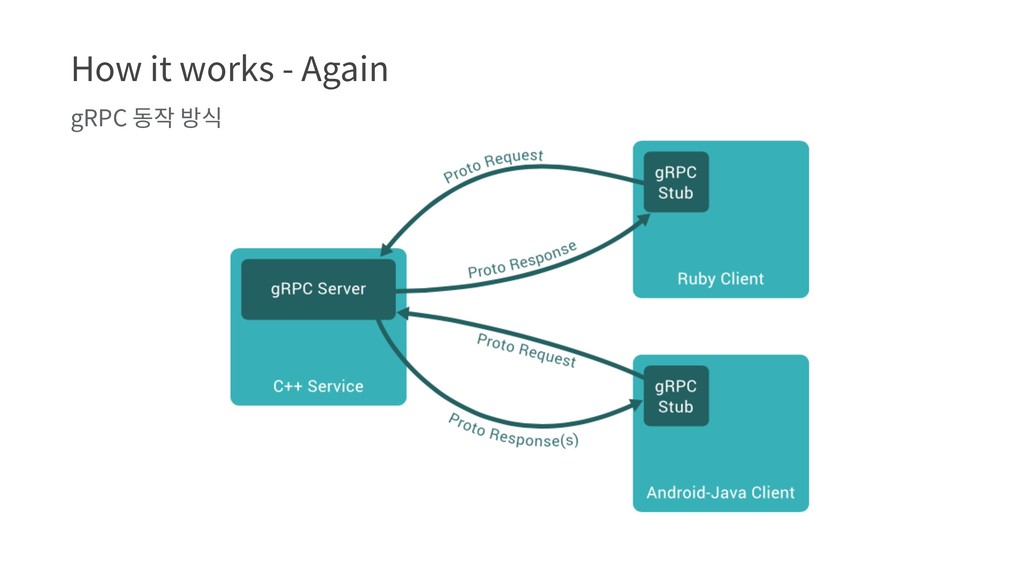 How it works - Again
gRPC 동작 방식
Proto Request
gRPC
Stub
Proto Response
Ruby Client
gRPC Server
C++ Service
Proto Request
gRPC
Stub
Proto Response(s)
Android-Java Client